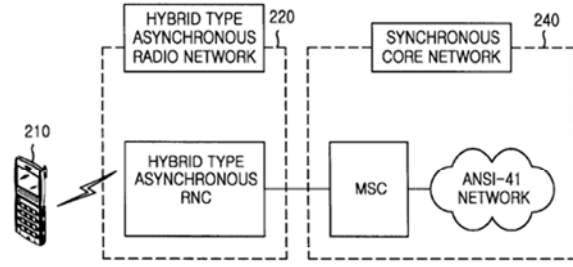 HYBRID TYPE
ASYNCHRONOUS
RADIO NETWORK
220
SYNCHRONOUS
CORE NETWORK
240
210
HYBRID TYPE
ASYNCHRONOUS
RNC
MSC
ANSI-41
NETWORK